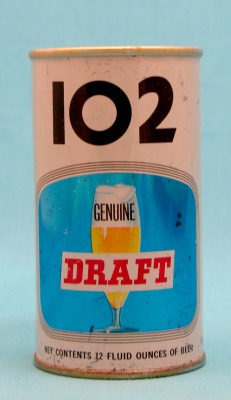 102
GENUINE
DRAFT
NET CONTENTS 12 FLUID OUNCES OF BEER